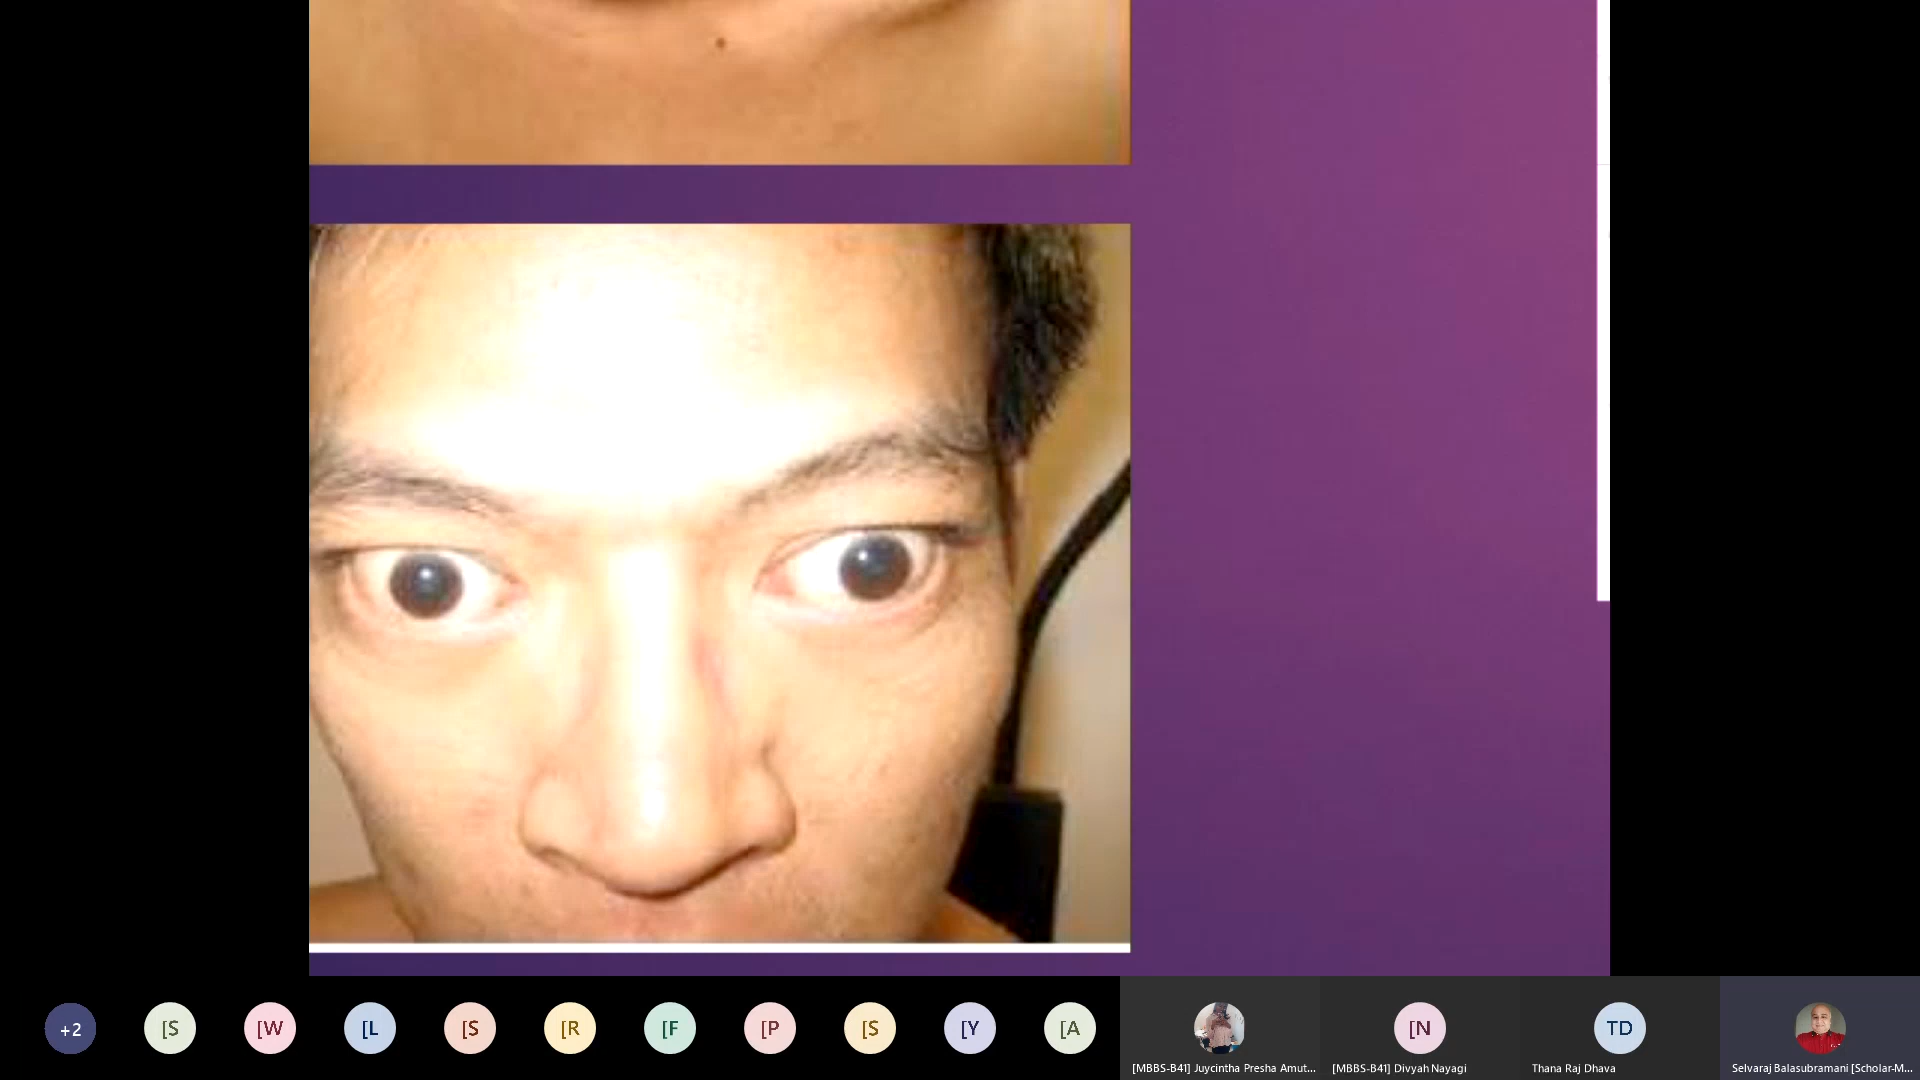 +2
[S
[W
[L
[S
[R
[F
[P
[S
[Y
[A
[N
TD
[MBBS-B41] Juycintha Presha Amut...
[MBBS-B41] Divyah Nayagi
Thana Raj Dhava
Selvaraj Balasubramani [Scholar-M...